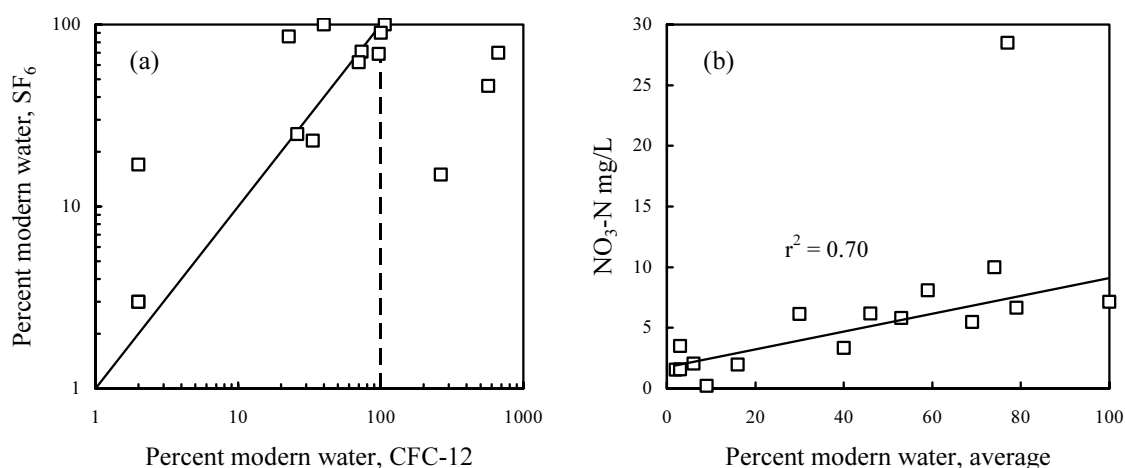 (a)
Percent modern water, SF6
100
10
1
1
10
100
1000
Percent modern water, CFC-12
(b)
NO3-N mg/L
30
25
20
15
10
5
0
r2 = 0.70
0
20
40
60
80
100
Percent modern water, average